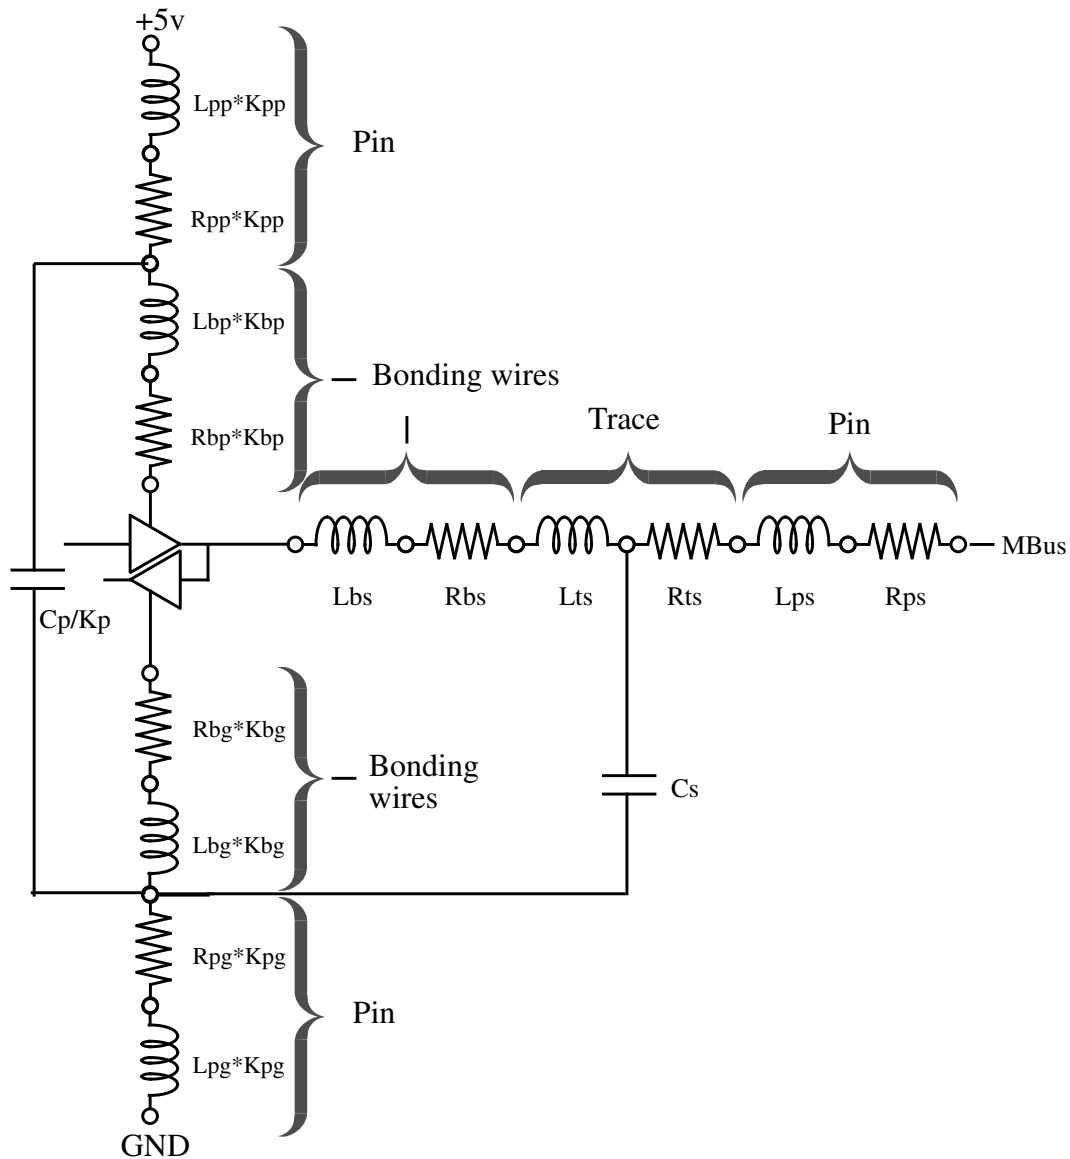 +5v
Lpp*Kpp
Pin
Rpp*Kpp
Lbp*Kbp
Bonding wires
Rbp*Kbp
Trace
Pin
MBus
Lbs
Rbs
Lts
Rts
Lps
Rps
Cp/Kp
Rbg*Kbg
Bonding
wires
Cs
Lbg*Kbg
Rpg*Kpg
Pin
Lpg*Kpg
GND